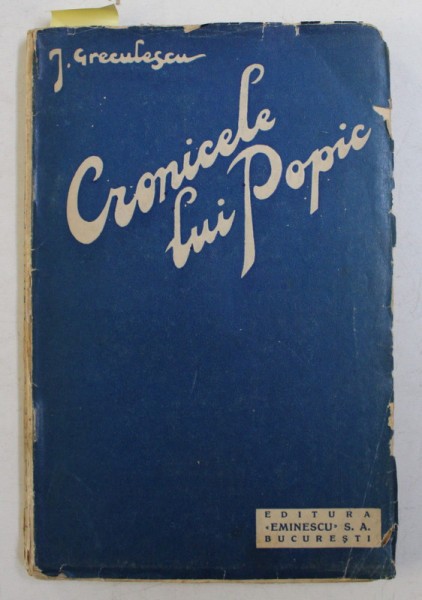 J. Greculescu
Cronicele
lui Popic
EDITURA
«EMINESCU» S. A.
BUCUREȘTI